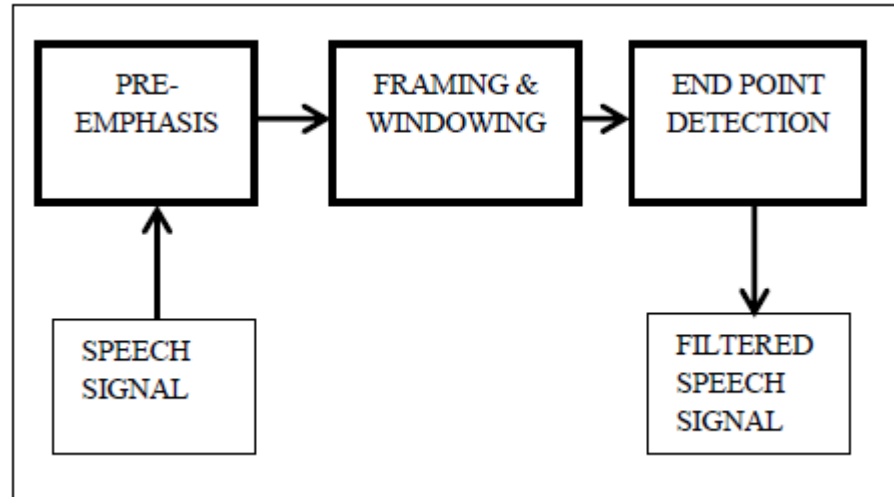 PRE-
EMPHASIS
FRAMING &
WINDOWING
END POINT
DETECTION
SPEECH
SIGNAL
FILTERED
SPEECH
SIGNAL